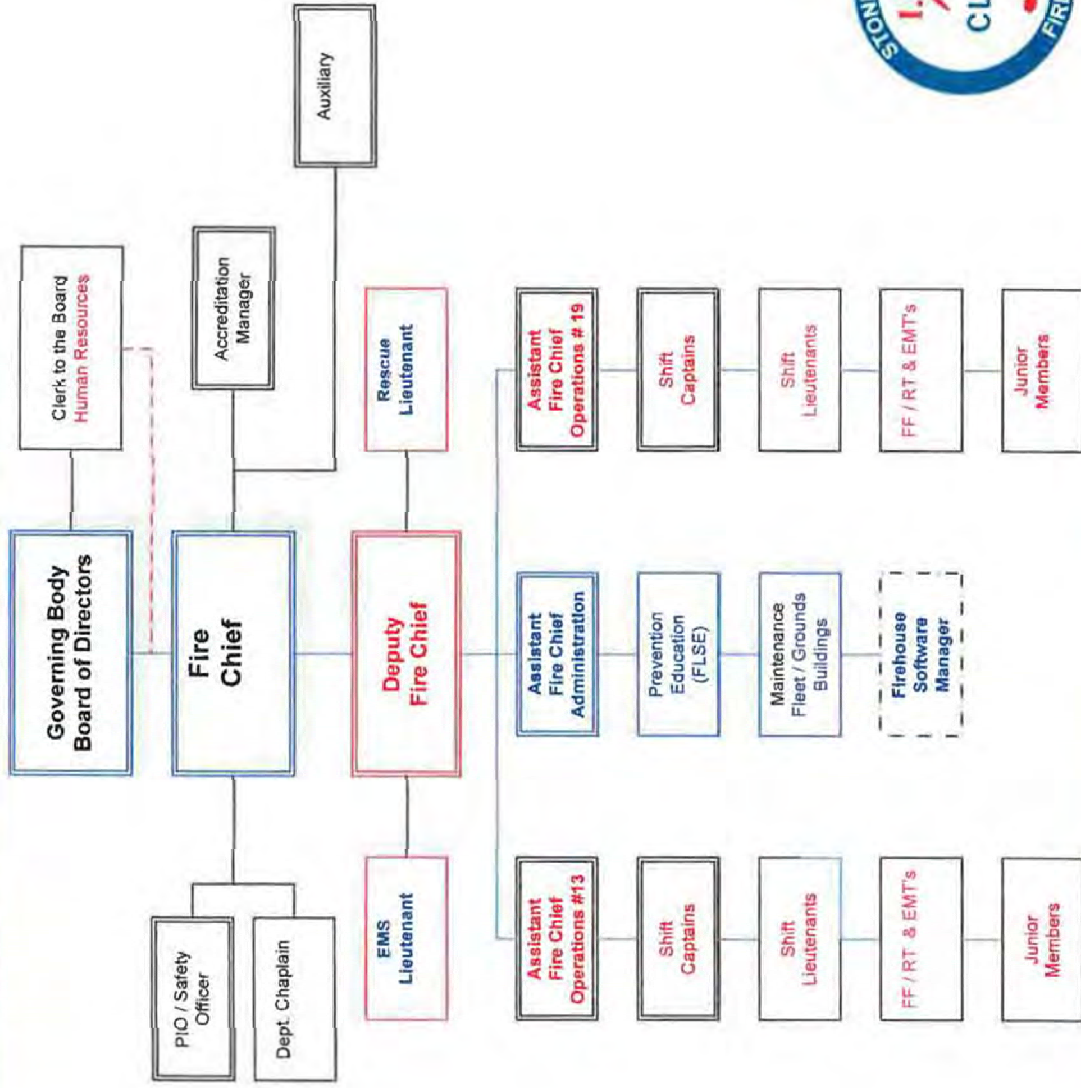 Governing Body
Board of Directors
Clerk to the Board
Human Resources
Fire
Chief
PIO / Safety
Officer
Dept. Chaplain
Accreditation
Manager
Auxiliary
Deputy
Fire Chief
EMS
Lieutenant
Rescue
Lieutenant
Assistant
Fire Chief
Operations #13
Shift
Captains
Shift
Lieutenants
FF / RT & EMT's
Junior
Members
Assistant
Fire Chief
Administration
Prevention
Education
(FLSE)
Maintenance
Fleet / Grounds
Buildings
Firehouse
Software
Manager
Assistant
Fire Chief
Operations # 19
Shift
Captains
Shift
Lieutenants
FF / RT & EMT's
Junior
Members